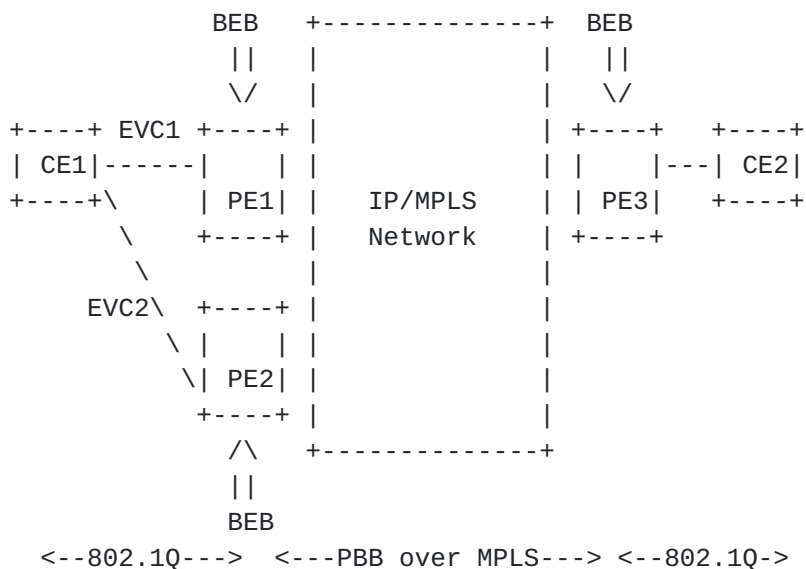 BEB +--------------+ BEB
|| | | ||
\/ | | \/
+----+ EVC1 +----+ | | +----+ +----+
| CE1|------| | | | | |---| CE2|
+----+\ | PE1| | IP/MPLS | | PE3| +----+
\ +----+ | Network | +----+
\ | |
EVC2\ +----+ | |
\ | | | |
\| PE2| | |
+----+ | |
/\ +--------------+
||
BEB
<--802.1Q---> <---PBB over MPLS---> <--802.1Q->